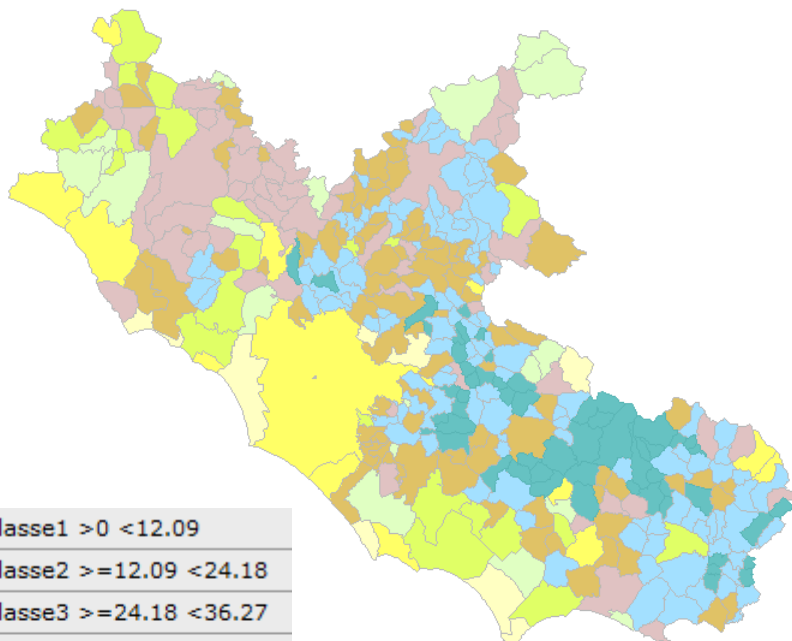 lasse1 >0 <12.09
lasse2 >=12.09 <24.18
lasse3 >=24.18 <36.27